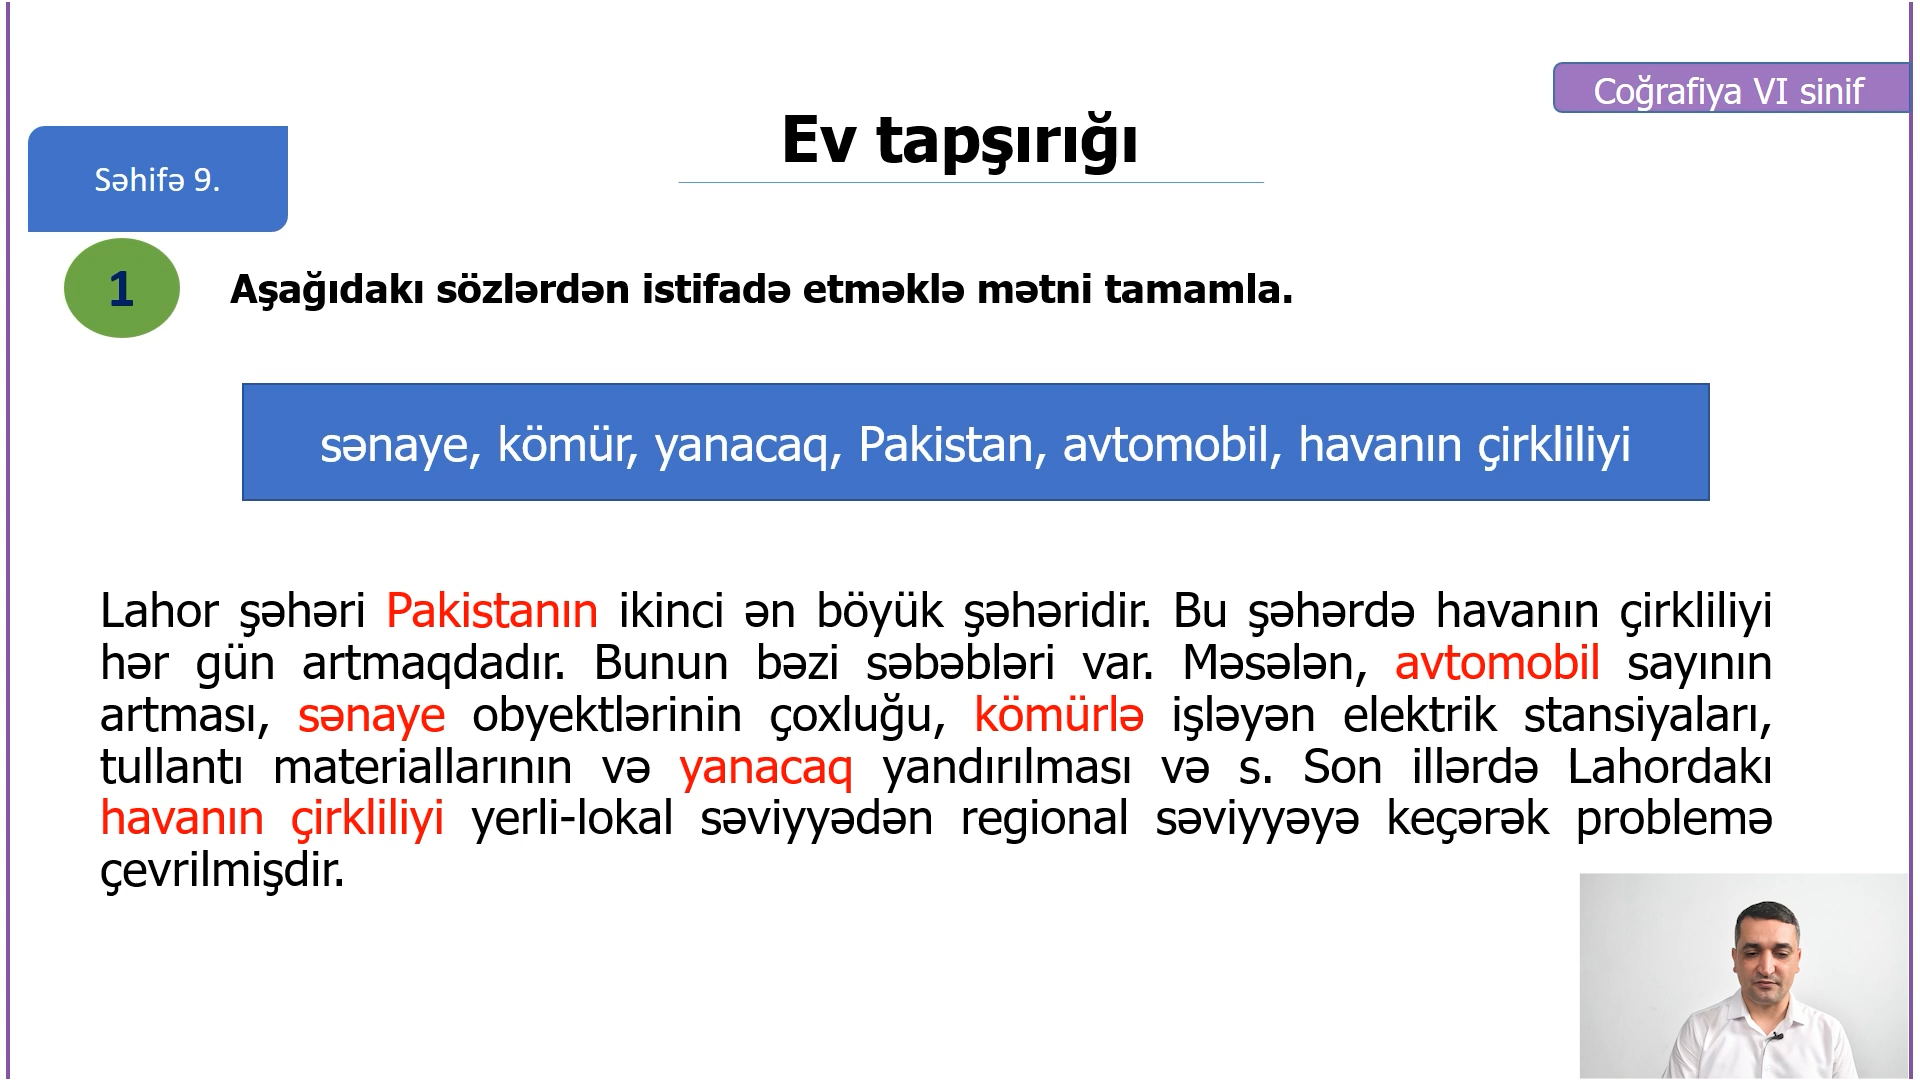 Coğrafiya VI sinif
Ev tapşırığı
Səhifə 9.
1
Aşağıdakı sözlərdən istifadə etməklə mətni tamamla.
sənaye, kömür, yanacaq, Pakistan, avtomobil, havanın çirkliliyi
Lahor şəhəri Pakistanın ikinci ən böyük şəhəridir. Bu şəhərdə havanın çirkliliyi
hər gün artmaqdadır. Bunun bəzi səbəbləri var. Məsələn, avtomobil sayının
artması, sənaye obyektlərinin çoxluğu, kömürlə işləyən elektrik stansiyaları,
tullantı materiallarının və yanacaq yandırılması və s. Son illərdə Lahordakı
havanın çirkliliyi yerli-lokal səviyyədən regional səviyyəyə keçərək problemə
çevrilmişdir.